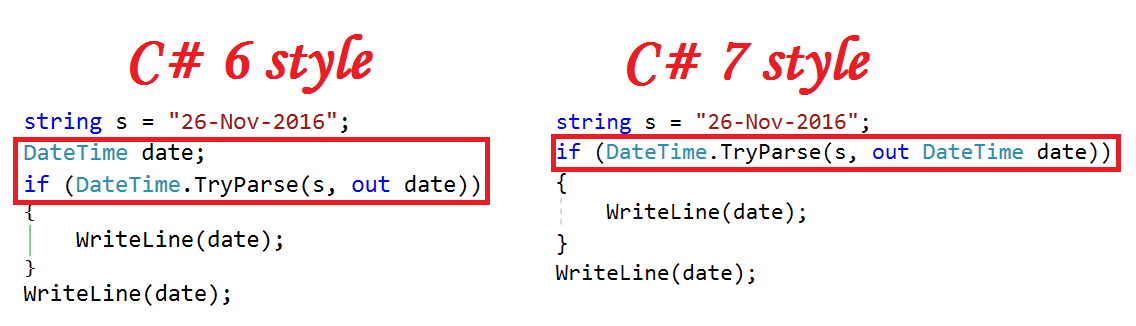 C# 6 style
string s = "26-Nov-2016";
DateTime date;
if (DateTime.TryParse(s, out date))
{
WriteLine(date);
}
WriteLine(date);
C# 7 style
string s = "26-Nov-2016";
if (DateTime.TryParse(s, out DateTime date))
{
WriteLine(date);
}
WriteLine(date);